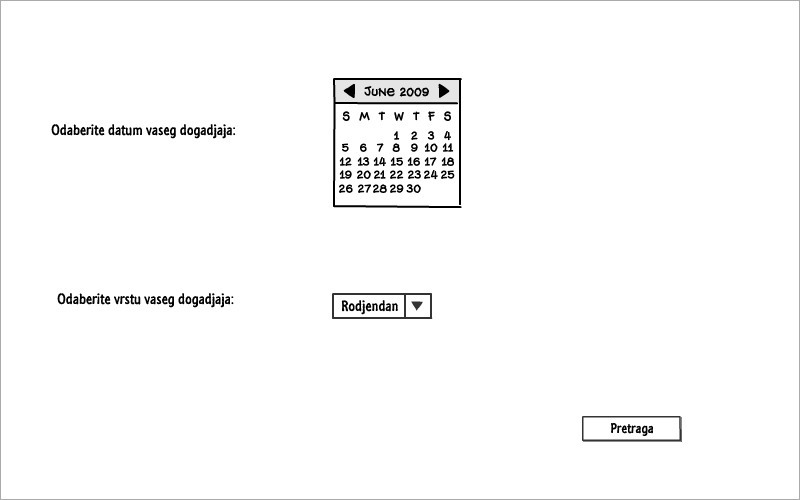 JUNE 2009
S M T W T F S
Odaberite datum vaseg dogadjaja:
1 2 3 4
5 6 7 8 9 10 11
12 13 14 15 16 17 18
19 20 21 22 23 24 25
26 27 28 29 30
Odaberite vrstu vaseg dogadjaja:
Rodjendan
Pretraga